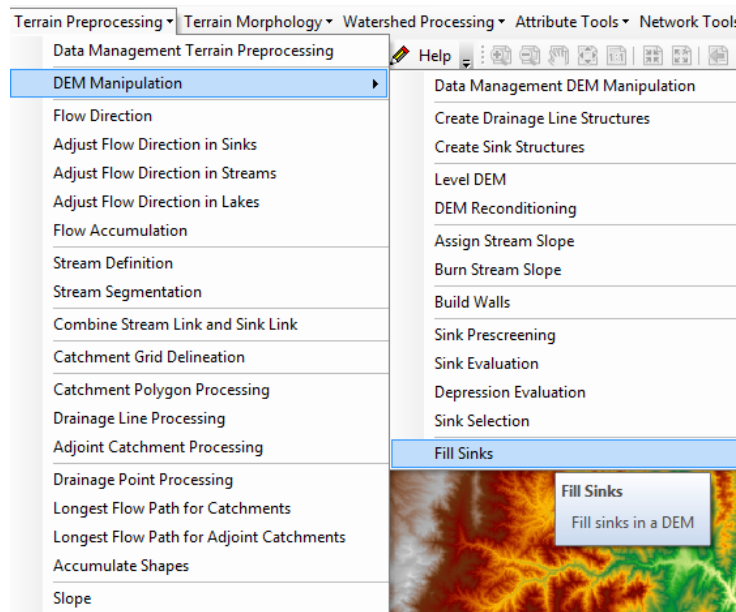 Terrain Preprocessing Terrain Morphology Watershed Processing Attribute Tools Network Tools
Data Management Terrain Preprocessing
DEM Manipulation
Flow Direction
Adjust Flow Direction in Sinks
Adjust Flow Direction in Streams
Adjust Flow Direction in Lakes
Flow Accumulation
Stream Definition
Stream Segmentation
Combine Stream Link and Sink Link
Catchment Grid Delineation
Catchment Polygon Processing
Drainage Line Processing
Adjoint Catchment Processing
Drainage Point Processing
Longest Flow Path for Catchments
Longest Flow Path for Adjoint Catchments
Accumulate Shapes
Slope
Help
Data Management DEM Manipulation
Create Drainage Line Structures
Create Sink Structures
Level DEM
DEM Reconditioning
Assign Stream Slope
Burn Stream Slope
Build Walls
Sink Prescreening
Sink Evaluation
Depression Evaluation
Sink Selection
Fill Sinks
Fill Sinks
Fill sinks in a DEM